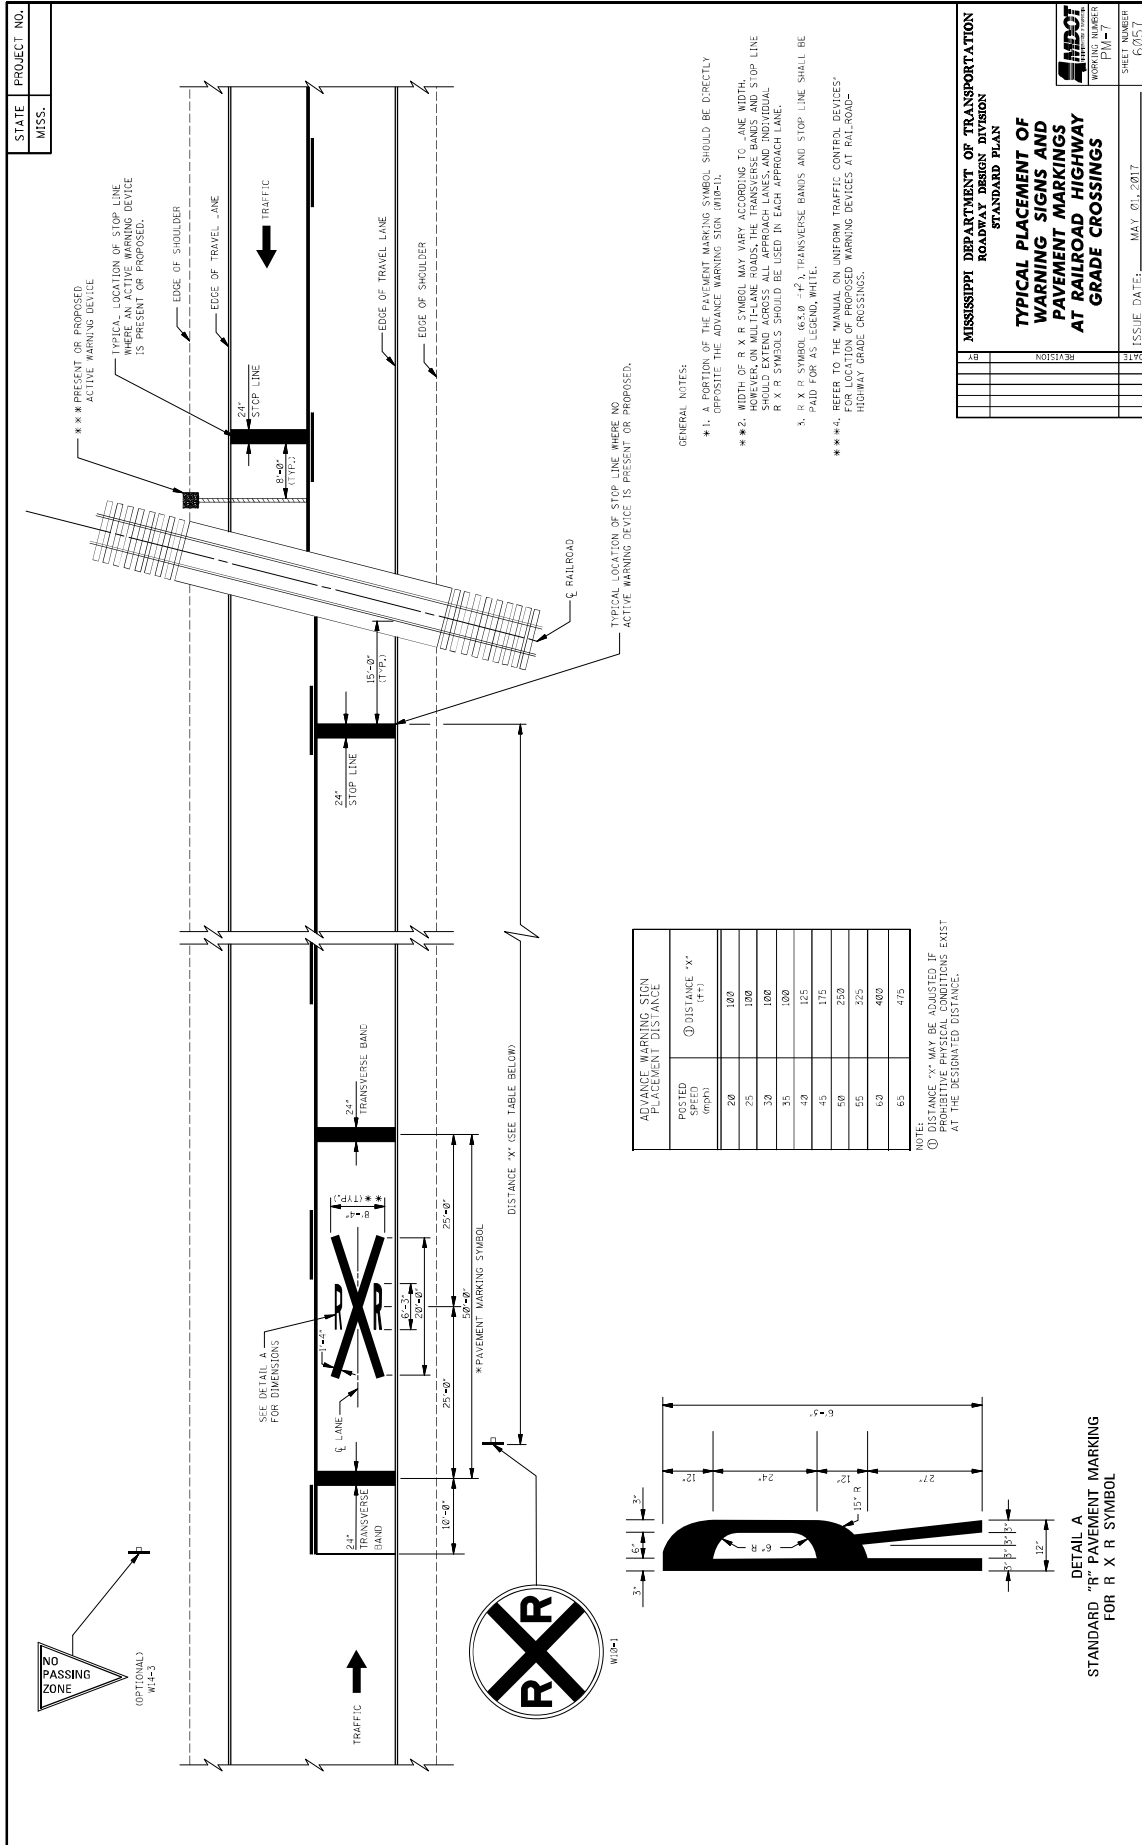 STATE
PROJECT NO.
MISS.
* * * PRESENT OR PROPOSED
ACTIVE WARNING DEVICE
TYPICAL LOCATION OF STOP LINE
WHERE AN ACTIVE WARNING DEVICE
IS PRESENT OR PROPOSED.
EDGE OF SHOULDER
EDGE OF TRAVEL LANE
TRAFFIC
EDGE OF TRAVEL LANE
EDGE OF SHOULDER
24"
STOP LINE
8'-0"
(TYP.)
℄ RAILROAD
15'-0"
(TYP.)
TYPICAL LOCATION OF STOP LINE WHERE NO
ACTIVE WARNING DEVICE IS PRESENT OR PROPOSED.
24"
STOP LINE
24"
TRANSVERSE BAND
DISTANCE "X" (SEE TABLE BELOW)
SEE DETAIL A
FOR DIMENSIONS
R
R
8'-4"
* * (TYP.)
1'-4"
℄ LANE
6'-3"
20'-0"
25'-0"
25'-0"
50'-0"
*PAVEMENT MARKING SYMBOL
24"
TRANSVERSE
BAND
10'-0"
NO
PASSING
ZONE
(OPTIONAL)
W14-3
TRAFFIC
R R
W10-1
GENERAL NOTES:
* 1. A PORTION OF THE PAVEMENT MARKING SYMBOL SHOULD BE DIRECTLY
OPPOSITE THE ADVANCE WARNING SIGN (W10-1).
* * 2. WIDTH OF R X R SYMBOL MAY VARY ACCORDING TO LANE WIDTH.
HOWEVER, ON MULTI-LANE ROADS, THE TRANSVERSE BANDS AND STOP LINE
SHOULD EXTEND ACROSS ALL APPROACH LANES, AND INDIVIDUAL
R X R SYMBOLS SHOULD BE USED IN EACH APPROACH LANE.
3. R X R SYMBOL (63.0 ft²), TRANSVERSE BANDS AND STOP LINE SHALL BE
PAID FOR AS LEGEND, WHITE.
* * * 4. REFER TO THE "MANUAL ON UNIFORM TRAFFIC CONTROL DEVICES"
FOR LOCATION OF PROPOSED WARNING DEVICES AT RAILROAD-
HIGHWAY GRADE CROSSINGS.
ADVANCE WARNING SIGN
PLACEMENT DISTANCE
POSTED
SPEED
(mph)
① DISTANCE "X"
(ft)
20 100
25 100
30 100
35 100
40 125
45 175
50 250
55 325
60 400
65 475
NOTE:
① DISTANCE "X" MAY BE ADJUSTED IF
PROHIBITIVE PHYSICAL CONDITIONS EXIST
AT THE DESIGNATED DISTANCE.
3" 6" 3"
6" R
15" R
12"
24"
12"
27"
6'-3"
3" 3" 3" 3"
12"
DETAIL A
STANDARD "R" PAVEMENT MARKING
FOR R X R SYMBOL
BY
REVISION
DATE
MISSISSIPPI DEPARTMENT OF TRANSPORTATION
ROADWAY DESIGN DIVISION
STANDARD PLAN
TYPICAL PLACEMENT OF
WARNING SIGNS AND
PAVEMENT MARKINGS
AT RAILROAD HIGHWAY
GRADE CROSSINGS
MDOT
WORKING NUMBER
PM-7
SHEET NUMBER
6057
ISSUE DATE: MAY 01, 2017